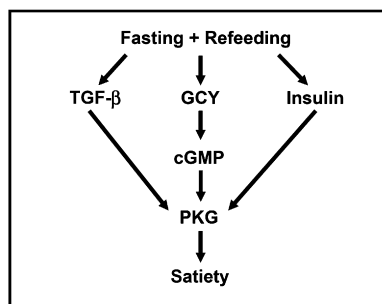 Fasting + Refeeding
TGF-β GCY Insulin
cGMP
PKG
Satiety